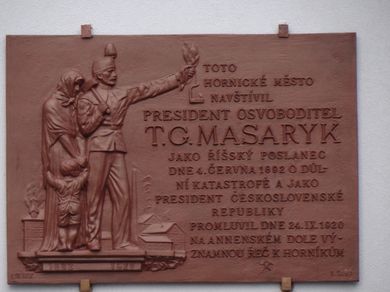 TOTO
HORNICKÉ MĚSTO
NAVŠTÍVIL
PRESIDENT OSVOBODITEL
T.G. MASARYK
JAKO ŘÍŠSKÝ POSLANEC
DNE 4. ČERVNA 1892 O DŮL-
NÍ KATASTROFĚ A JAKO
PRESIDENT ČESKOSLOVENSKÉ
REPUBLIKY
PROMLUVIL DNE 24. IX. 1920
NA ANNENSKÉM DOLE VÝ-
ZNAMNOU ŘEČ K HORNÍKŮM